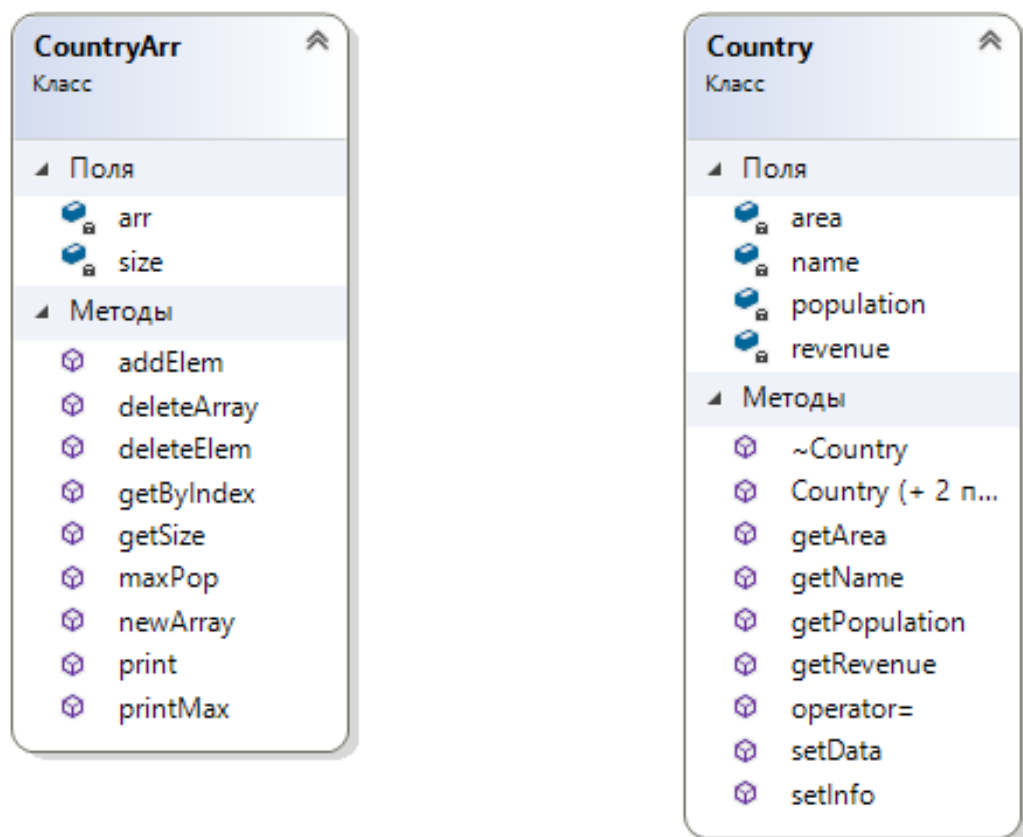 CountryArr
Класс
Поля
arr
size
Методы
addElem
deleteArray
deleteElem
getByIndex
getSize
maxPop
newArray
print
printMax
Country
Класс
Поля
area
name
population
revenue
Методы
~Country
Country (+ 2 п...
getArea
getName
getPopulation
getRevenue
operator=
setData
setInfo